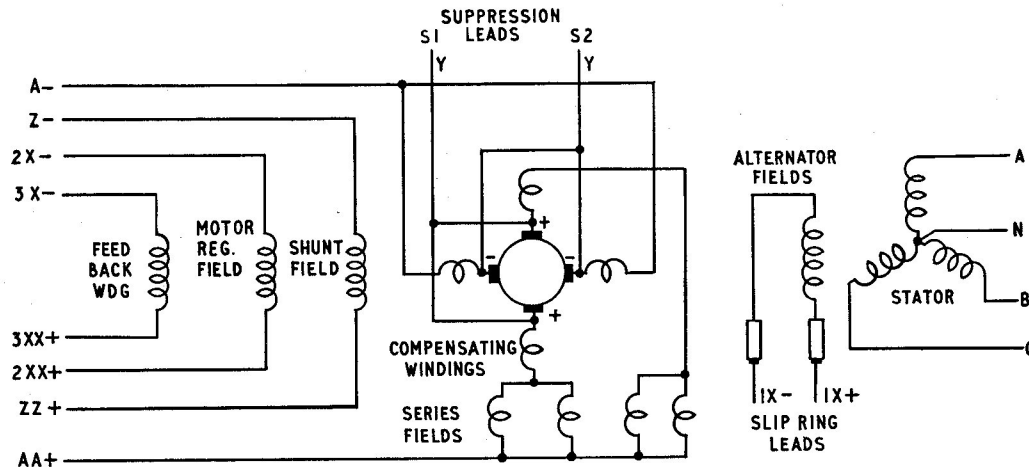 SUPPRESSION
LEADS
S1
S2
Y
Y
A-
Z-
2X-
3X-
FEED
BACK
WDG
MOTOR
REG.
FIELD
SHUNT
FIELD
3XX+
2XX+
ZZ+
AA+
+
-
-
+
COMPENSATING
WINDINGS
SERIES
FIELDS
ALTERNATOR
FIELDS
1X-
1X+
SLIP RING
LEADS
A
N
B
C
STATOR